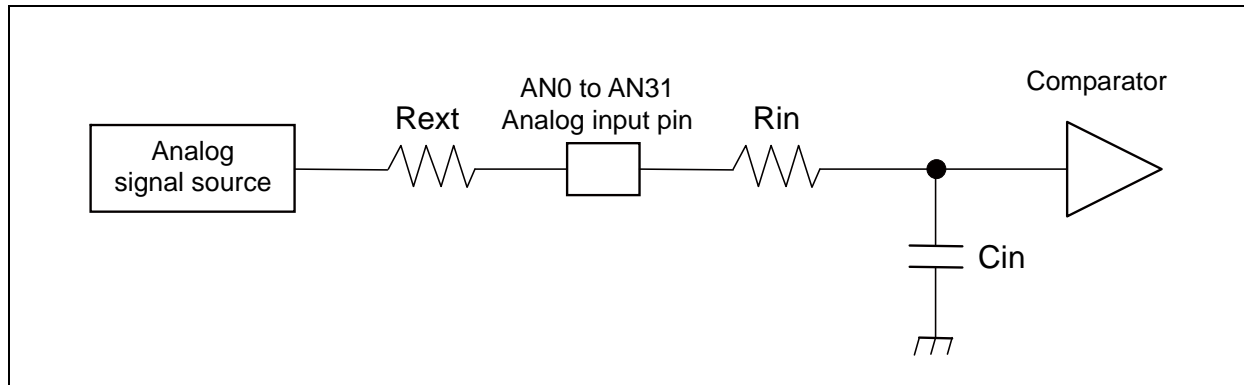 Analog
signal source
Rext
AN0 to AN31
Analog input pin
Rin
Comparator
Cin